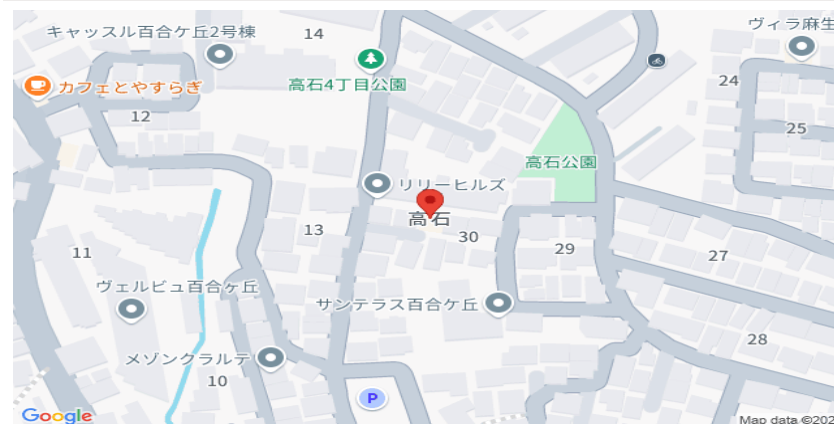 キャッスル百合ケ丘2号棟
14
ヴィラ麻生
カフェとやすらぎ
高石4丁目公園
24
12
25
高石公園
リリーヒルズ
高石
13
30
11
29
27
ヴェルビュ百合ヶ丘
サンテラス百合ケ丘
28
メゾンクラルテ
10
P
Google
Map data ©202